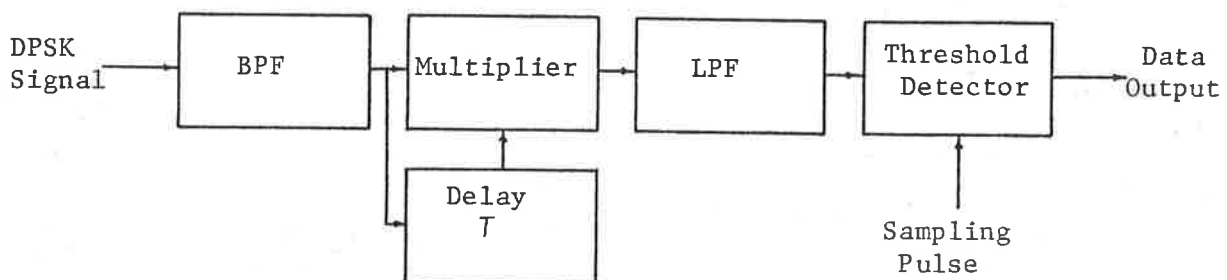 DPSK
Signal
BPF
Multiplier
LPF
Threshold
Detector
Data
Output
Delay
T
Sampling
Pulse